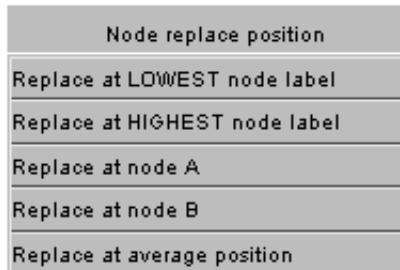 Node replace position
Replace at LOWEST node label
Replace at HIGHEST node label
Replace at node A
Replace at node B
Replace at average position